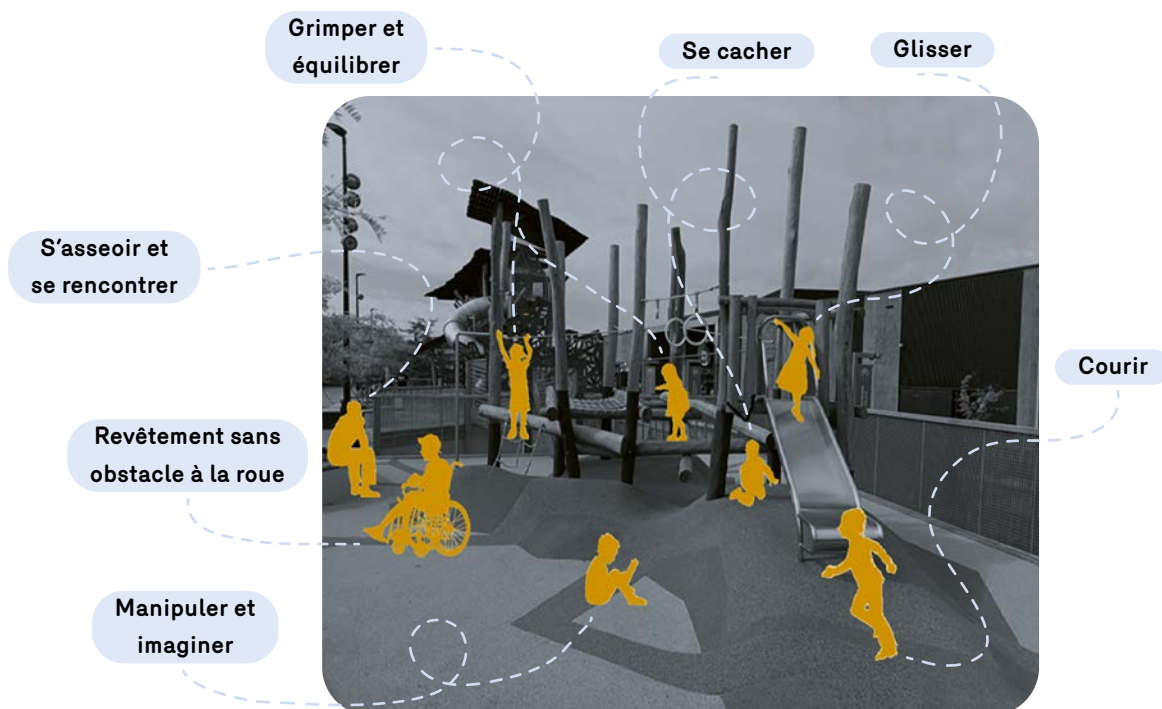 Grimper et
équilibrer
Se cacher
Glisser
S'asseoir et
se rencontrer
Courir
Revêtement sans
obstacle à la roue
Manipuler et
imaginer